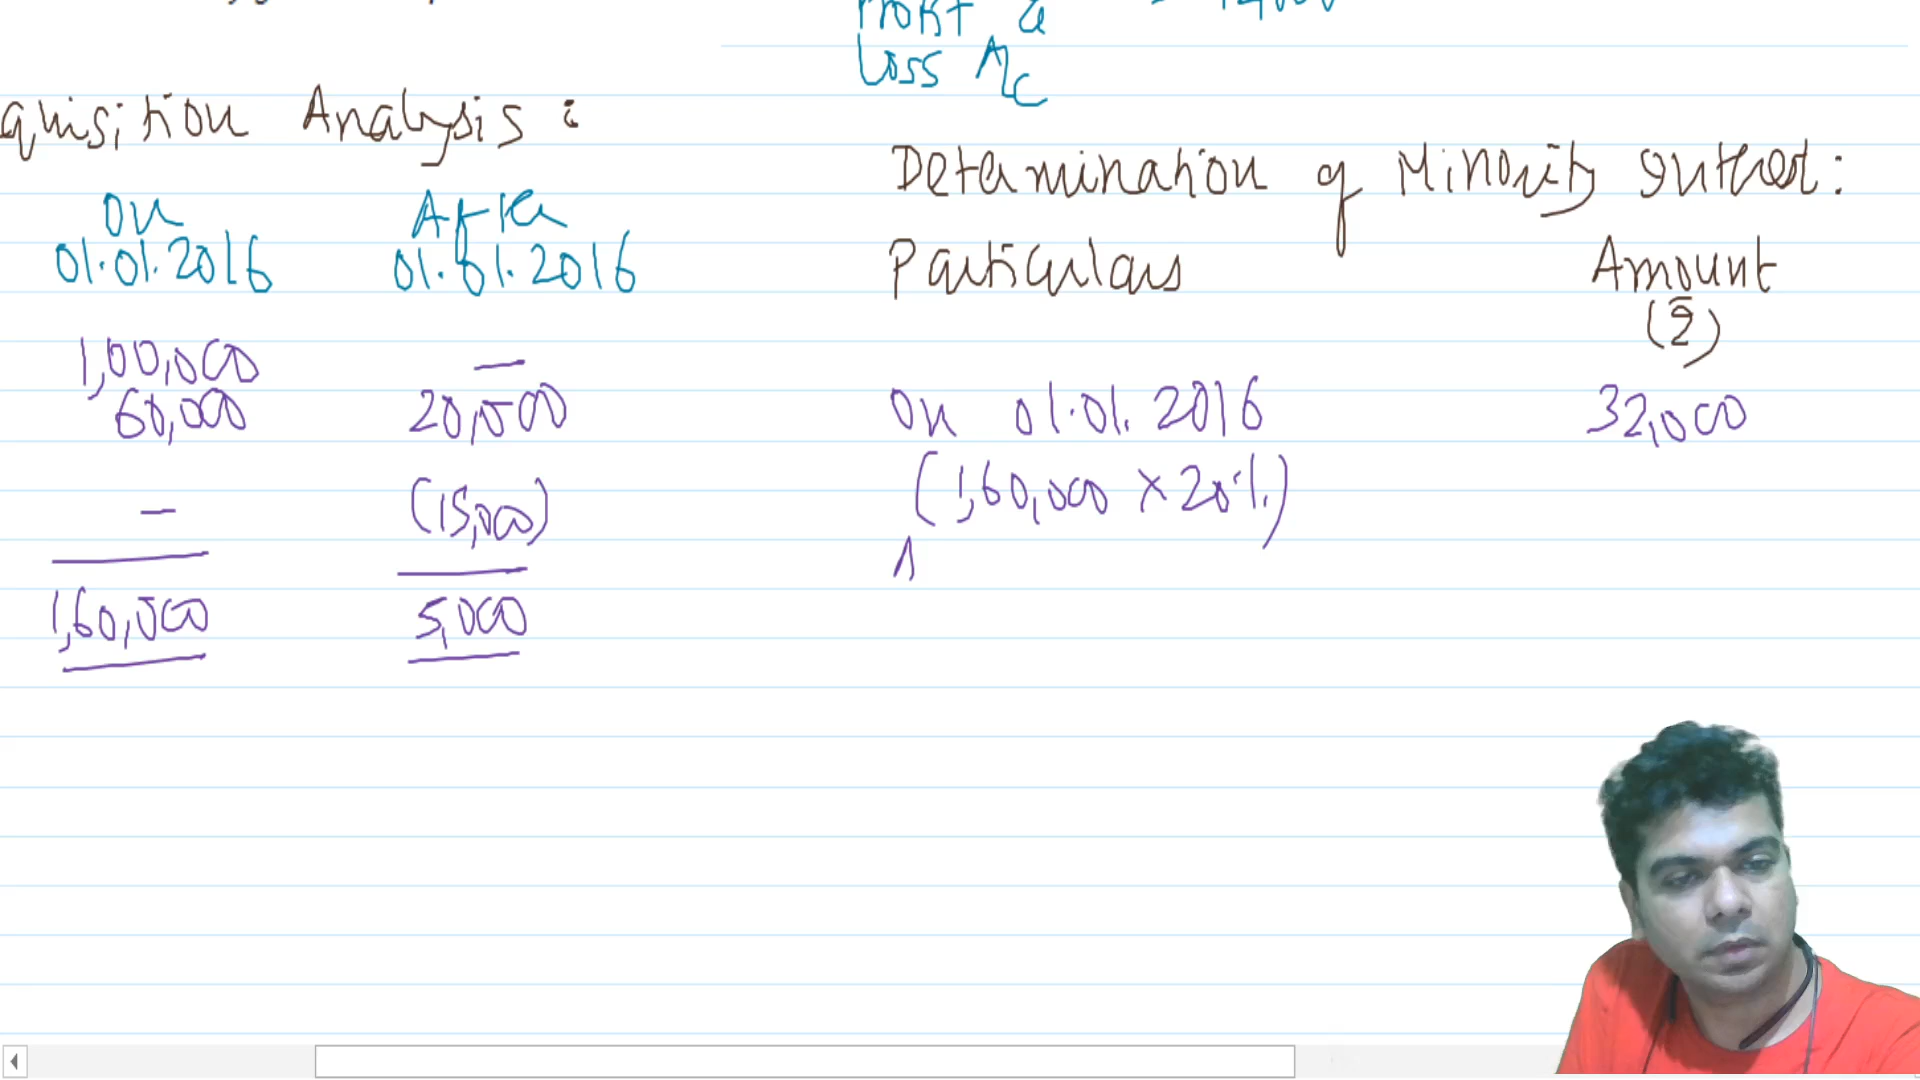 Profit &
Loss A/c
quisition Analysis :
On
01.01.2016
After
01.01.2016
1,00,000 —
60,000 20,000
— (15,000)
1,60,000 5,000
Determination of Minority Interest :
Particulars Amount
(₹)
On 01.01.2016 32,000
(1,60,000 × 20%)